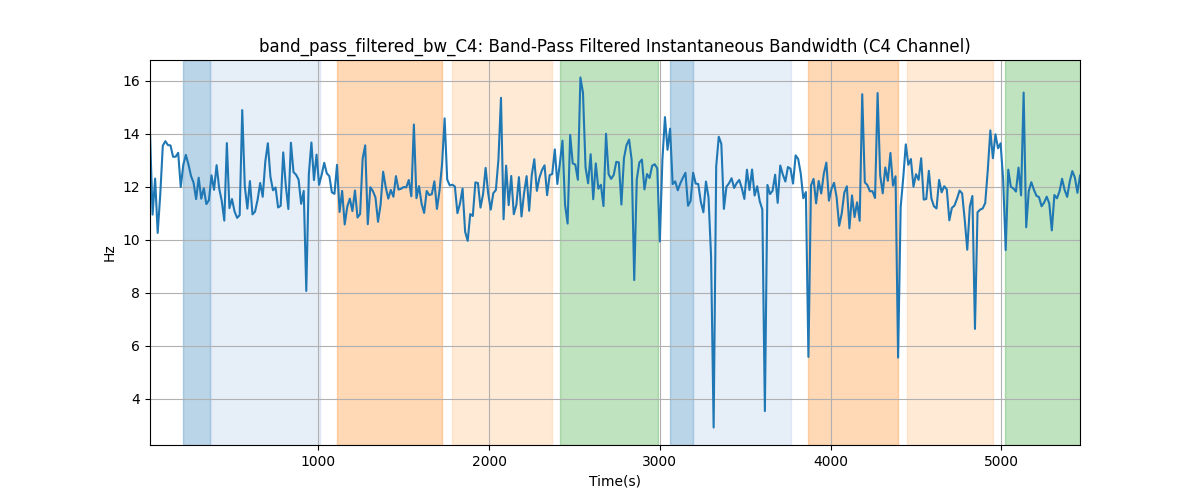 band_pass_filtered_bw_C4: Band-Pass Filtered Instantaneous Bandwidth (C4 Channel)
16
14
12
10
8
6
4
Hz
1000 2000 3000 4000 5000
Time(s)